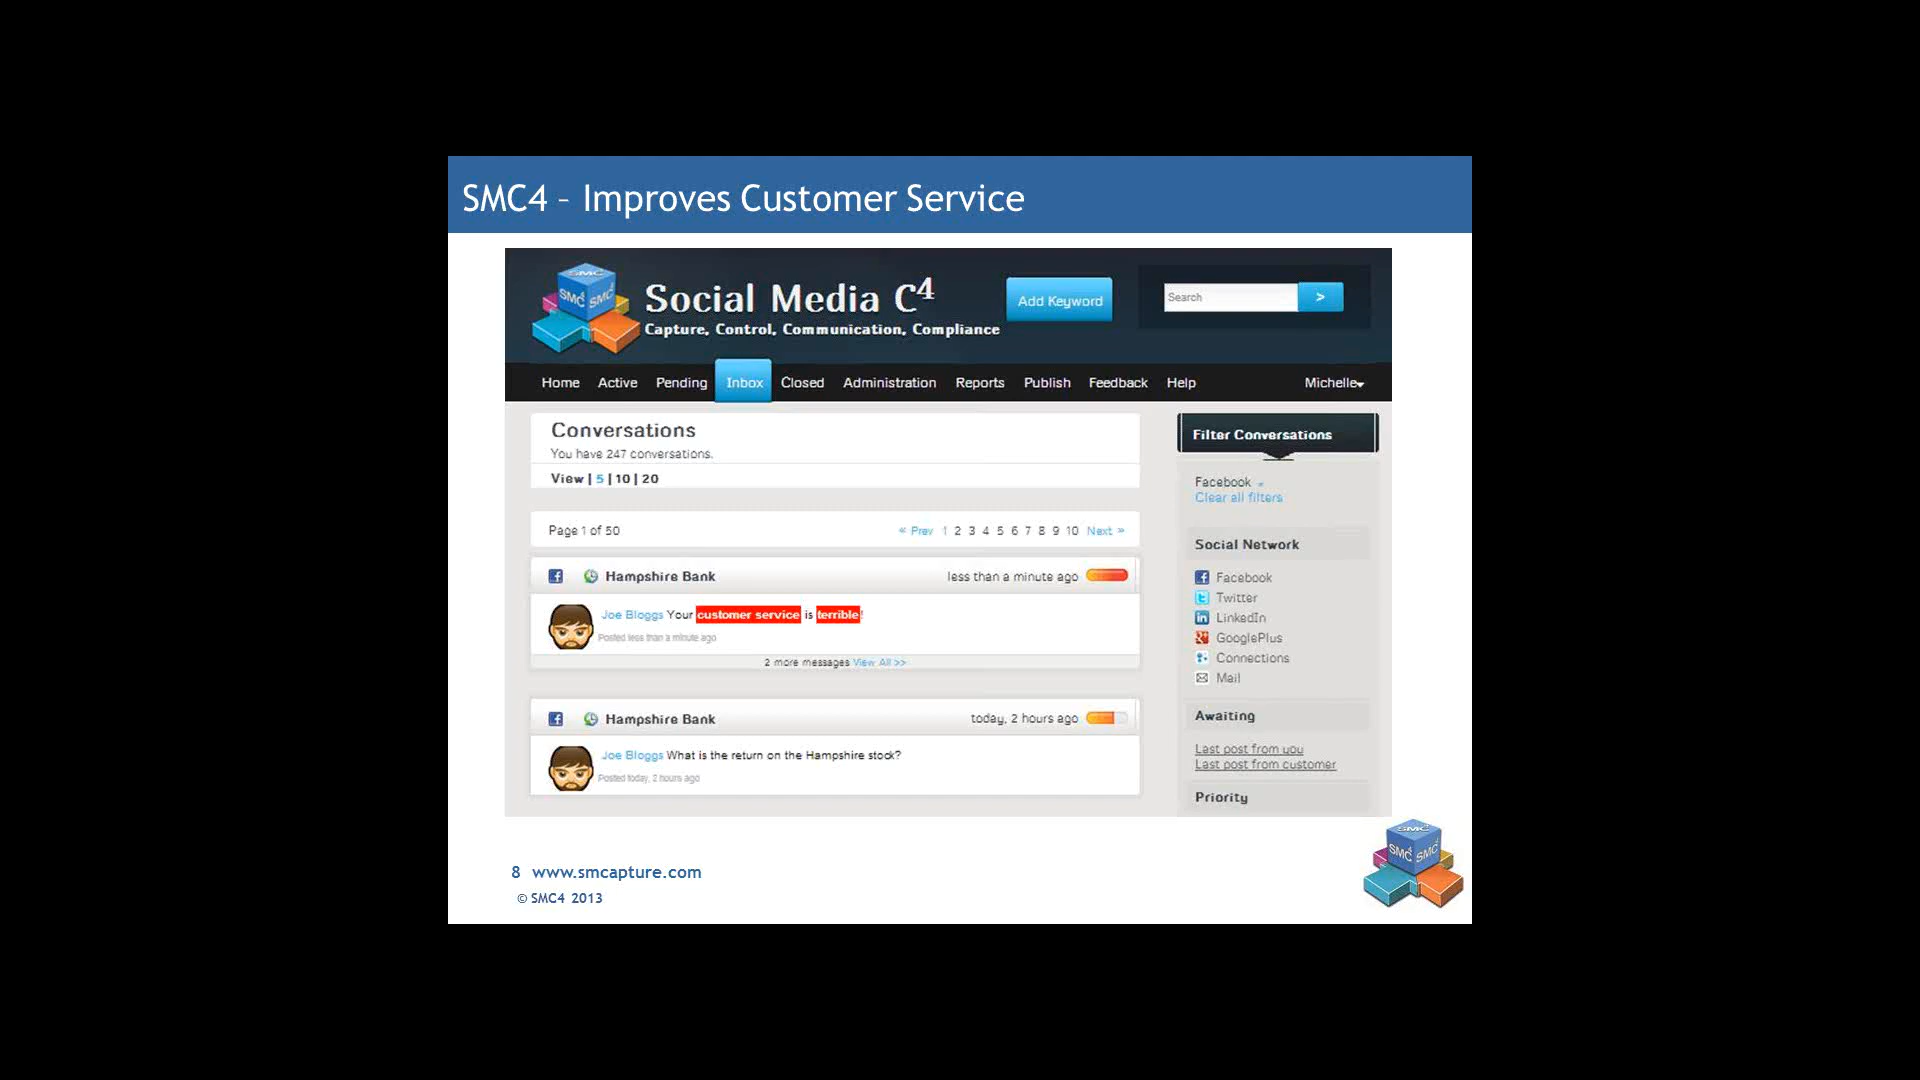 SMC4 – Improves Customer Service
SMC
SMC4 SMC4
Social Media C4
Capture, Control, Communication, Compliance
Add Keyword
Search
>
Home Active Pending Inbox Closed Administration Reports Publish Feedback Help Michelle
Conversations
You have 247 conversations.
View | 5 | 10 | 20
Page 1 of 50
« Prev 1 2 3 4 5 6 7 8 9 10 Next »
Hampshire Bank
less than a minute ago
Joe Bloggs Your customer service is terrible!
Posted less than a minute ago
2 more messages View All >>
Hampshire Bank
today, 2 hours ago
Joe Bloggs What is the return on the Hampshire stock?
Posted today, 2 hours ago
Filter Conversations
Facebook
Clear all filters
Social Network
Facebook
Twitter
LinkedIn
GooglePlus
Connections
Mail
Awaiting
Last post from you
Last post from customer
Priority
8 www.smcapture.com
© SMC4 2013
SMC4
SMC4 SMC4